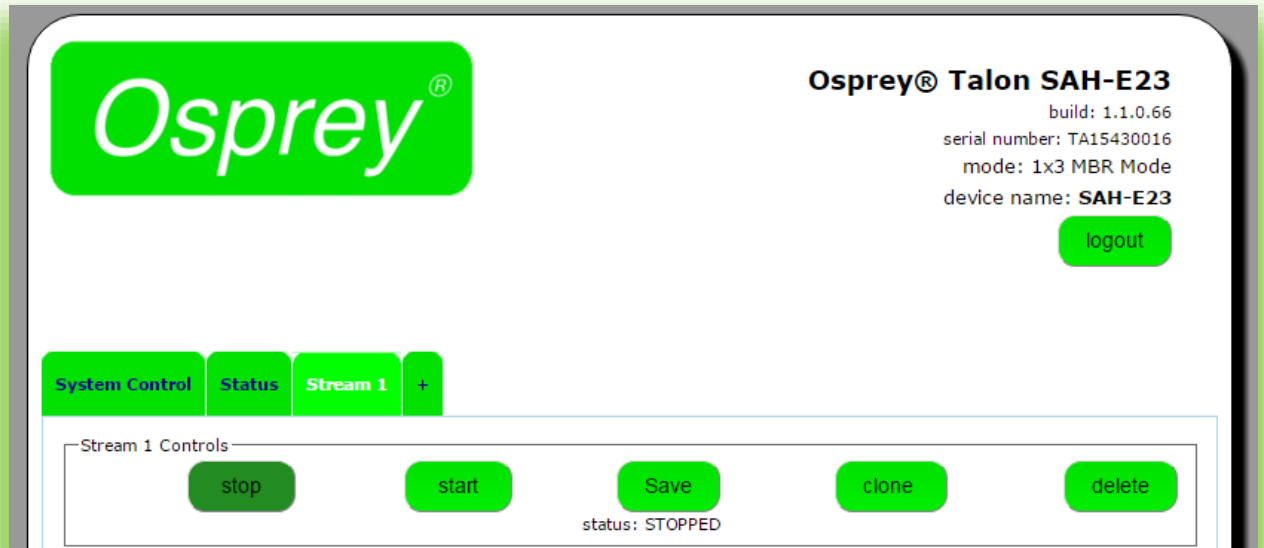 Osprey®
Osprey® Talon SAH-E23
build: 1.1.0.66
serial number: TA15430016
mode: 1x3 MBR Mode
device name: SAH-E23
logout
System Control Status Stream 1 +
Stream 1 Controls
stop start Save clone delete
status: STOPPED